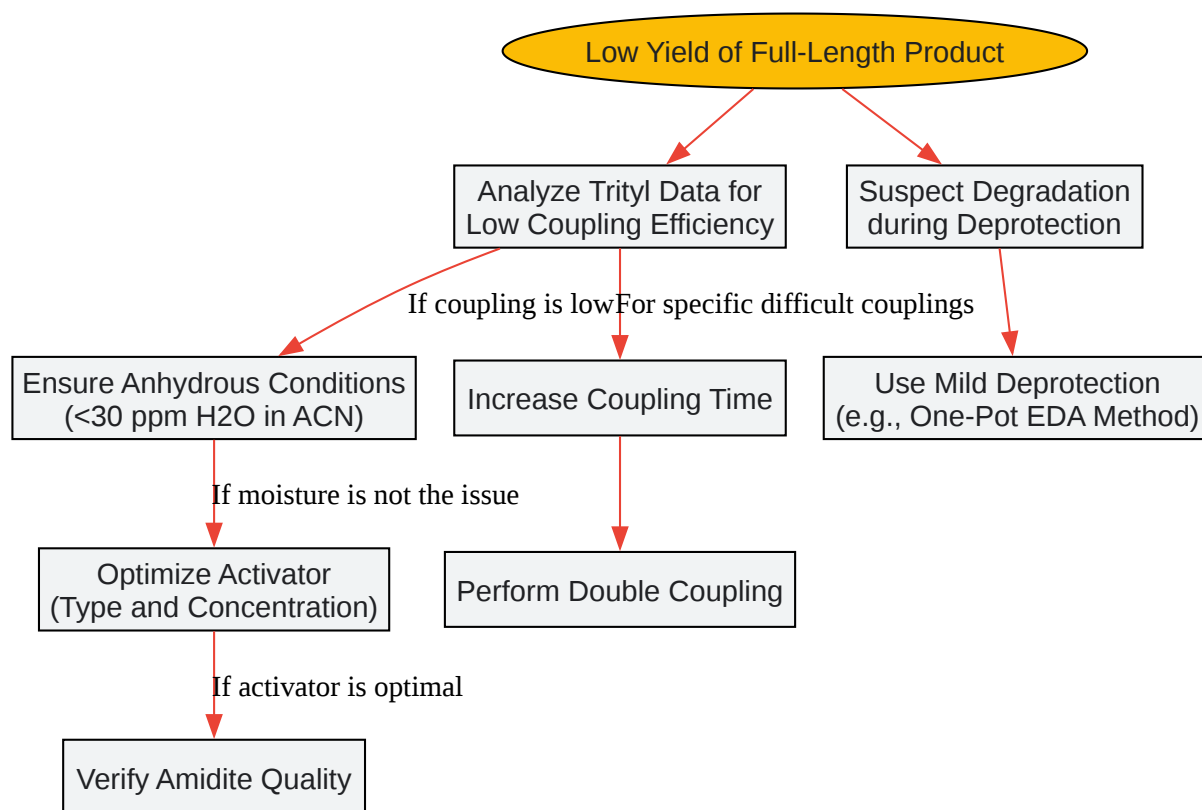 Low Yield of Full-Length Product
Analyze Trityl Data for
Low Coupling Efficiency
Suspect Degradation
during Deprotection
If coupling is low
For specific difficult couplings
Ensure Anhydrous Conditions
(<30 ppm H2O in ACN)
Increase Coupling Time
Use Mild Deprotection
(e.g., One-Pot EDA Method)
If moisture is not the issue
Optimize Activator
(Type and Concentration)
Perform Double Coupling
If activator is optimal
Verify Amidite Quality